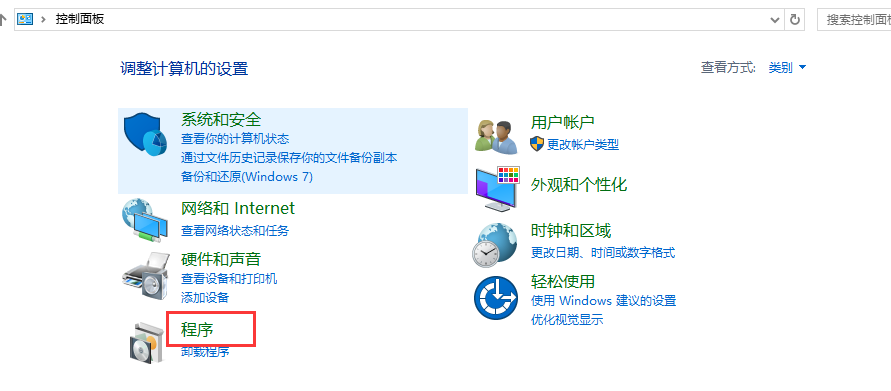 控制面板
搜索控制面板
调整计算机的设置
查看方式: 类别
系统和安全
查看你的计算机状态
通过文件历史记录保存你的文件备份副本
备份和还原(Windows 7)
网络和 Internet
查看网络状态和任务
硬件和声音
查看设备和打印机
添加设备
程序
卸载程序
用户帐户
更改帐户类型
外观和个性化
时钟和区域
更改日期、时间或数字格式
轻松使用
使用 Windows 建议的设置
优化视觉显示